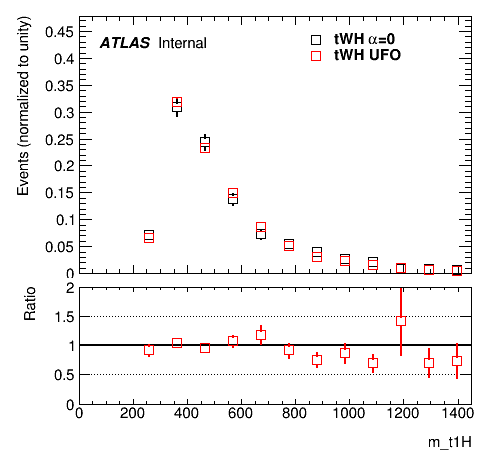 ATLAS Internal
tWH α=0
tWH UFO
Events (normalized to unity)
0.45
0.4
0.35
0.3
0.25
0.2
0.15
0.1
0.05
0
Ratio
2
1.5
1
0.5
0
0 200 400 600 800 1000 1200 1400
m_t1H